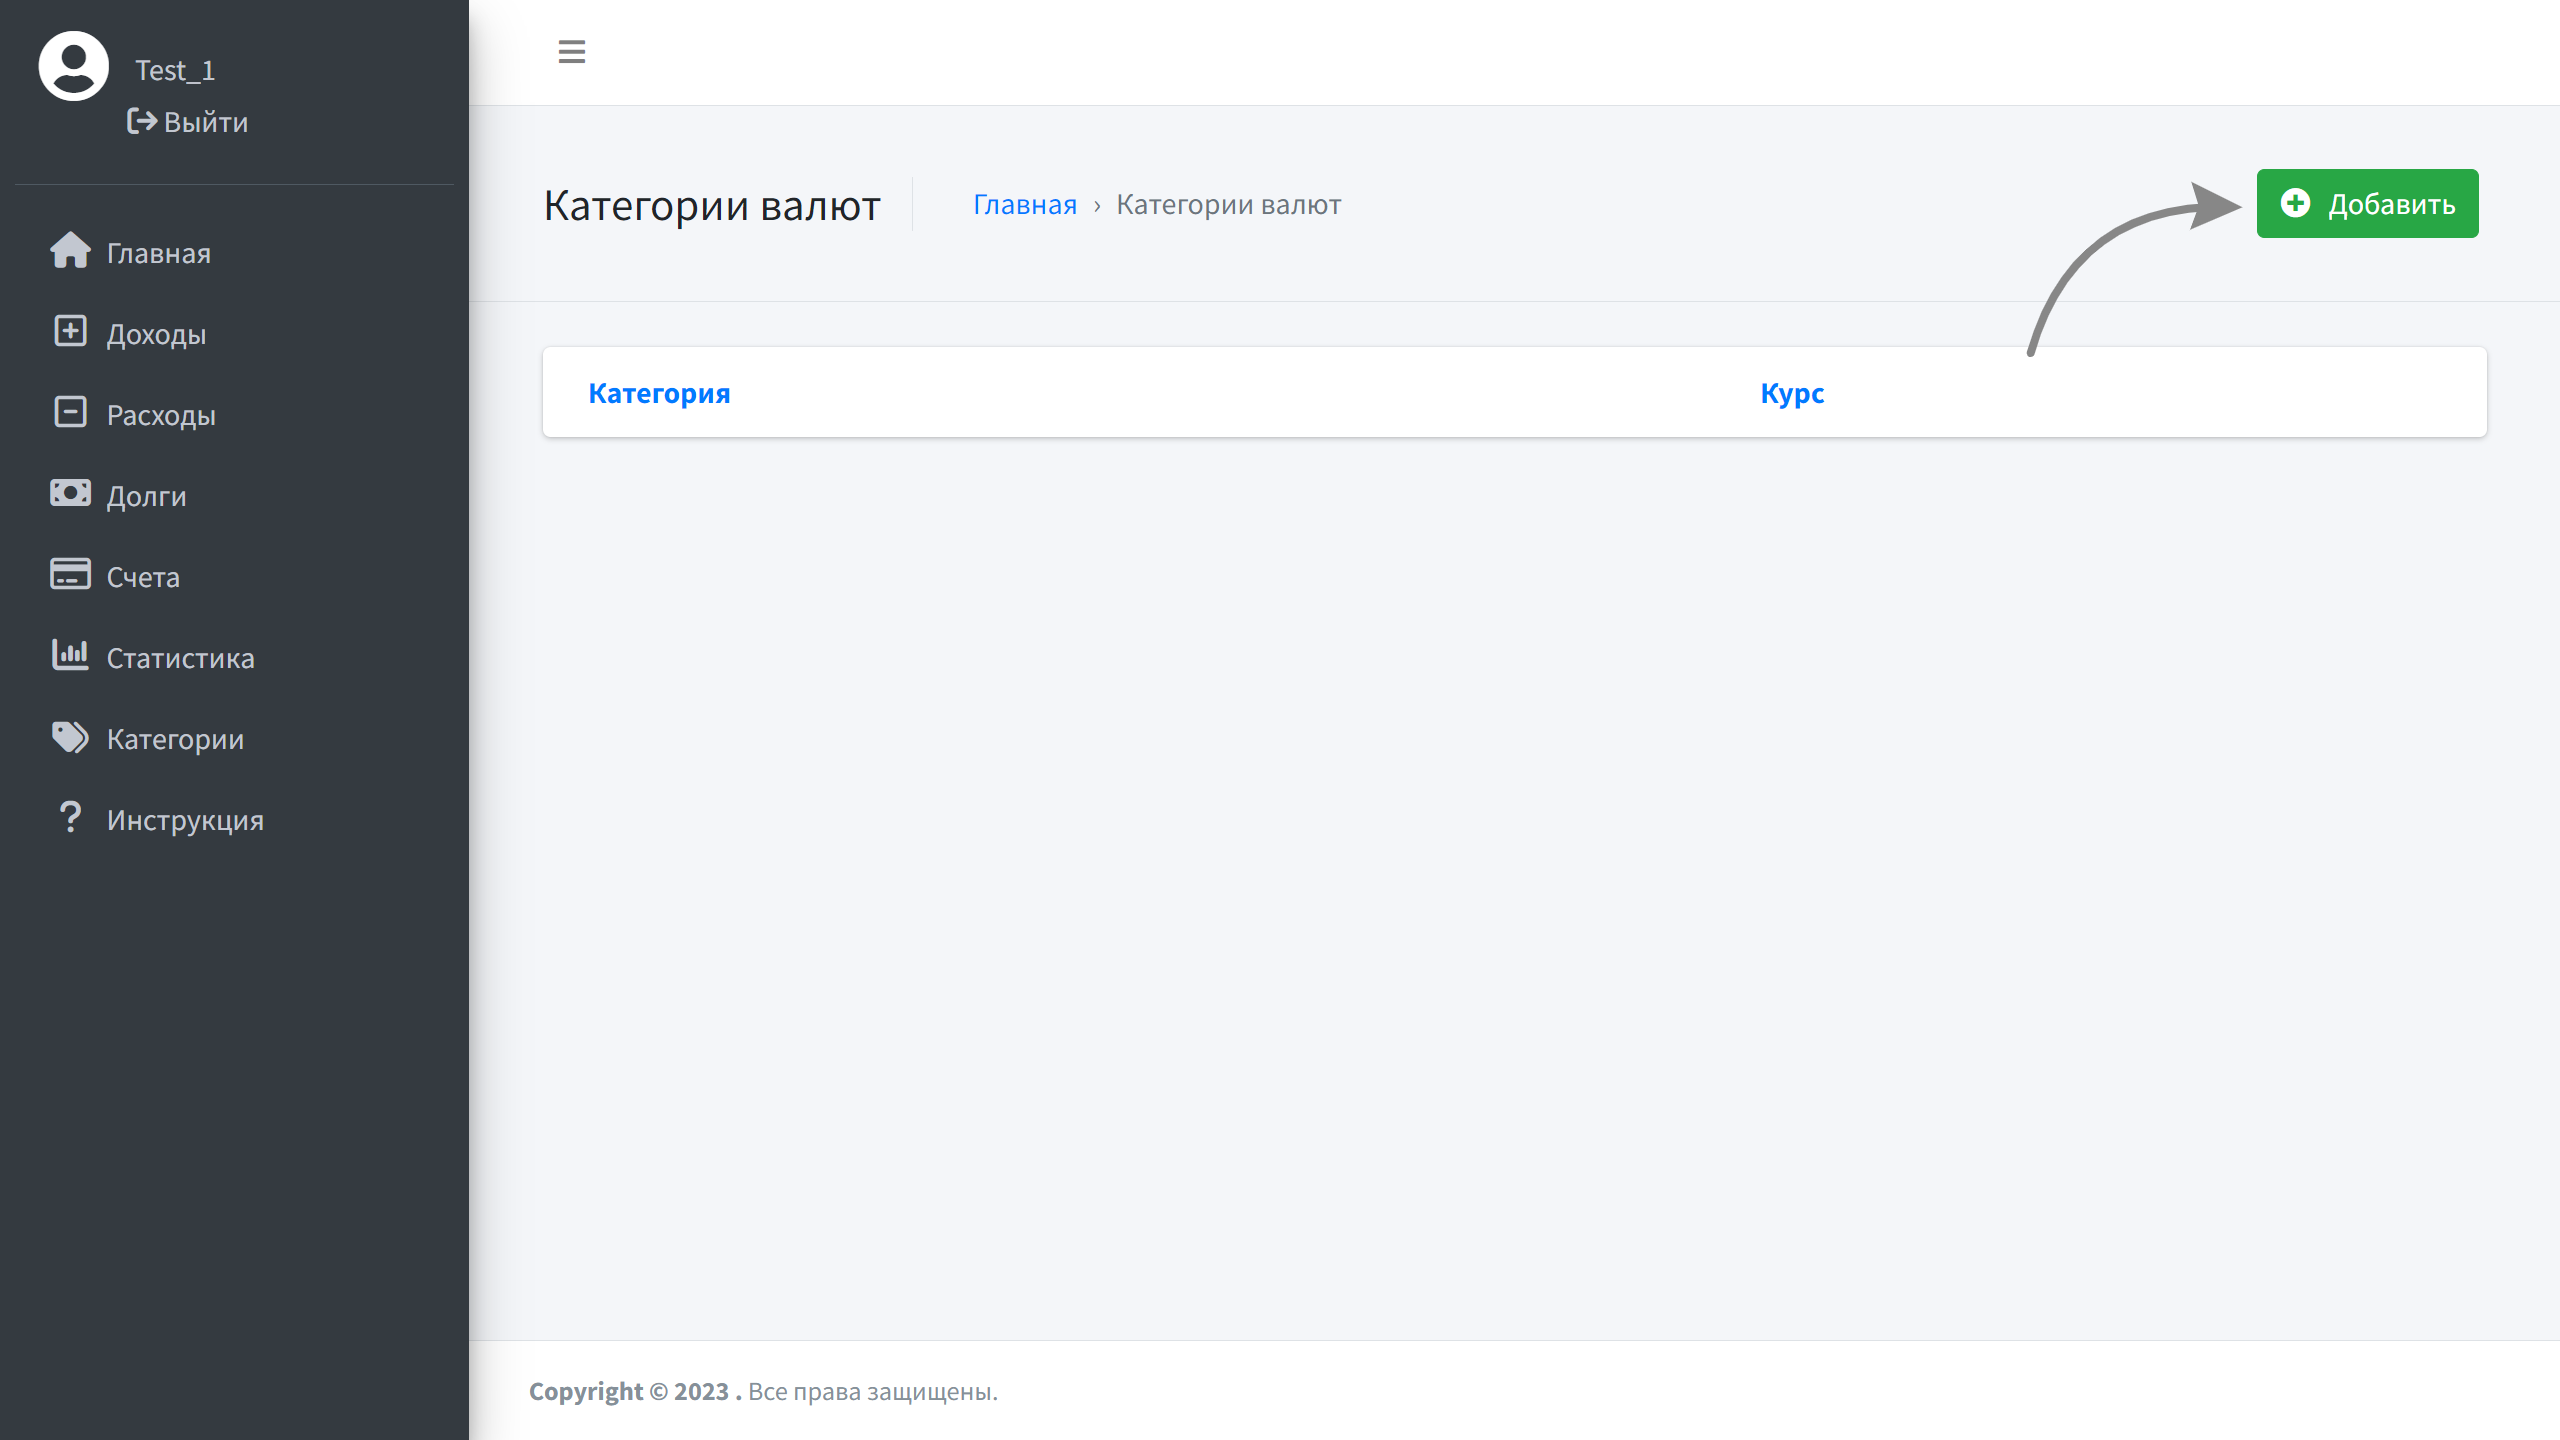 Test_1
Выйти
Главная
Доходы
Расходы
Долги
Счета
Статистика
Категории
Инструкция
Категории валют
Главная › Категории валют
Добавить
Категория Курс
Copyright © 2023 . Все права защищены.